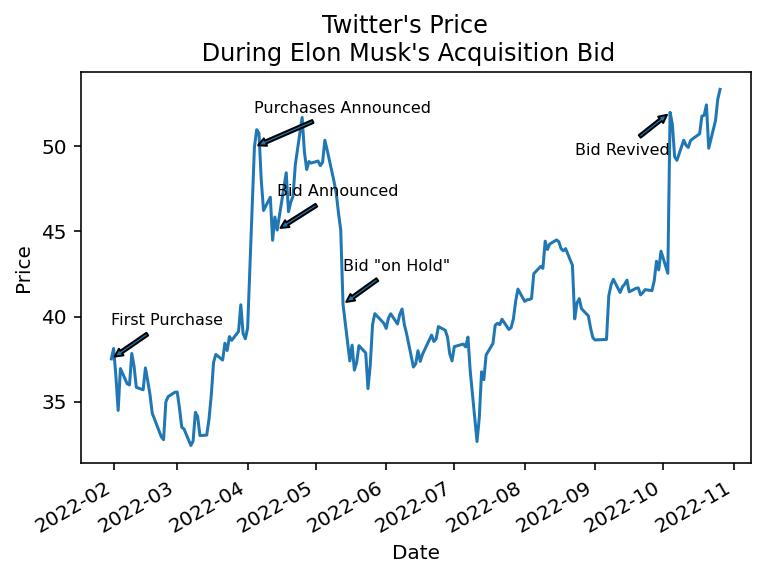 Twitter's Price
During Elon Musk's Acquisition Bid
Purchases Announced
Bid Announced
Bid "on Hold"
First Purchase
Bid Revived
Price
50
45
40
35
2022-02
2022-03
2022-04
2022-05
2022-06
2022-07
2022-08
2022-09
2022-10
2022-11
Date